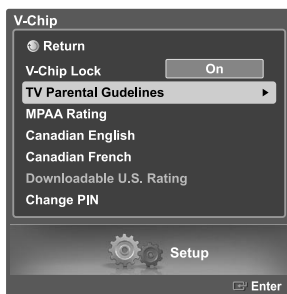 V-Chip
Return
V-Chip Lock On
TV Parental Gudelines
MPAA Rating
Canadian English
Canadian French
Downloadable U.S. Rating
Change PIN
Setup
Enter